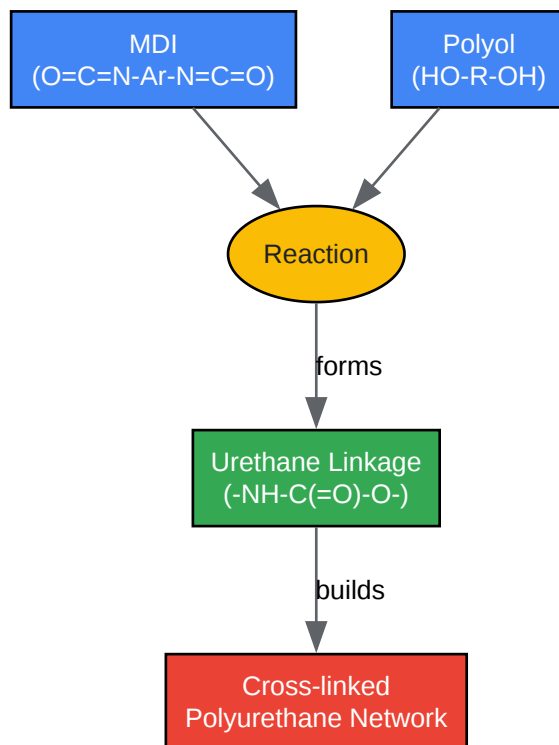 MDI
(O=C=N-Ar-N=C=O)
Polyol
(HO-R-OH)
Reaction
forms
Urethane Linkage
(-NH-C(=O)-O-)
builds
Cross-linked
Polyurethane Network